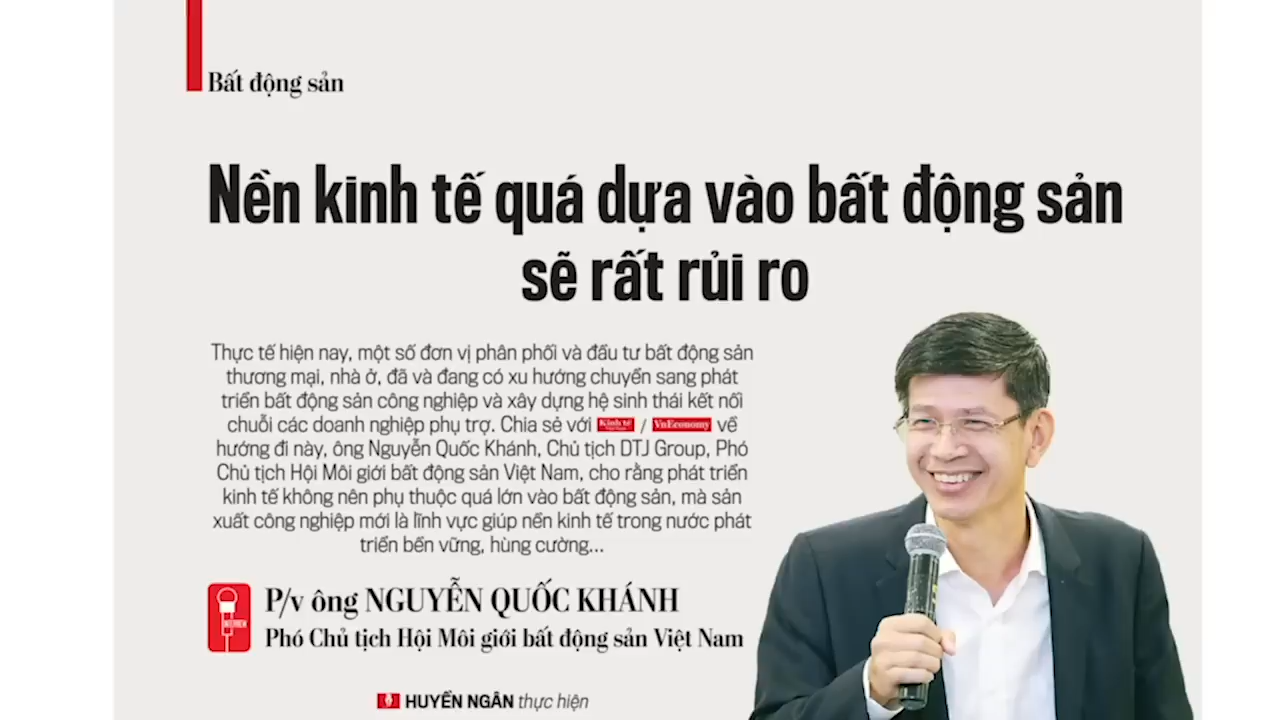 Bất động sản
Nền kinh tế quá dựa vào bất động sản
sẽ rất rủi ro
Thực tế hiện nay, một số đơn vị phân phối và đầu tư bất động sản
thương mại, nhà ở, đã và đang có xu hướng chuyển sang phát
triển bất động sản công nghiệp và xây dựng hệ sinh thái kết nối
chuỗi các doanh nghiệp phụ trợ. Chia sẻ với Kinh tế / VnEconomy về
hướng đi này, ông Nguyễn Quốc Khánh, Chủ tịch DTJ Group, Phó
Chủ tịch Hội Môi giới bất động sản Việt Nam, cho rằng phát triển
kinh tế không nên phụ thuộc quá lớn vào bất động sản, mà sản
xuất công nghiệp mới là lĩnh vực giúp nền kinh tế trong nước phát
triển bền vững, hùng cường...
INTERVIEW
P/v ông NGUYỄN QUỐC KHÁNH
Phó Chủ tịch Hội Môi giới bất động sản Việt Nam
HUYỀN NGÂN thực hiện